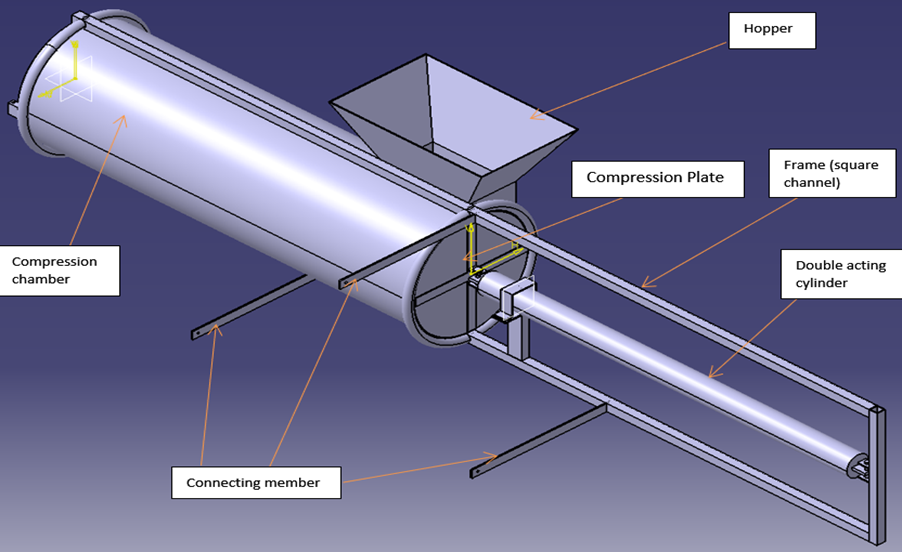 Hopper
Compression Plate
Frame (square
channel)
Compression
chamber
Double acting
cylinder
Connecting member